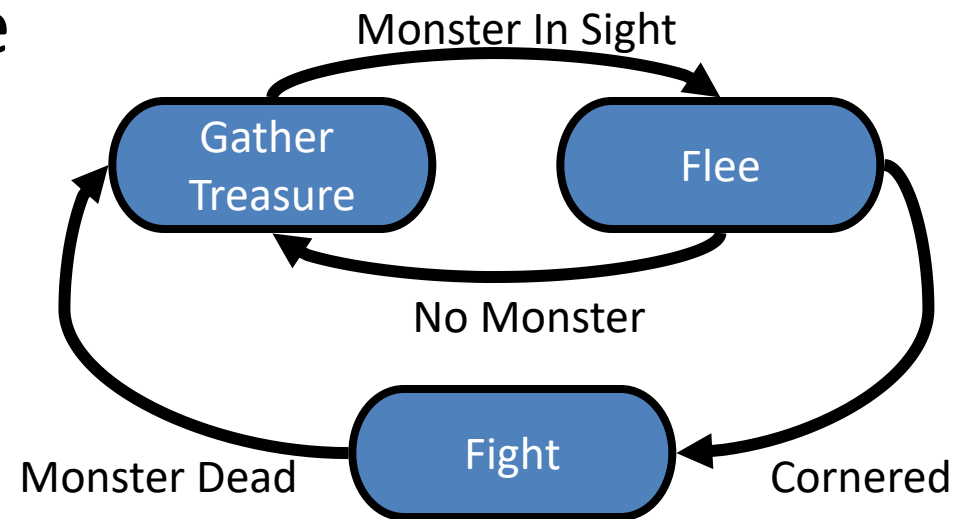 e
Monster In Sight
Gather
Treasure
Flee
No Monster
Fight
Monster Dead
Cornered